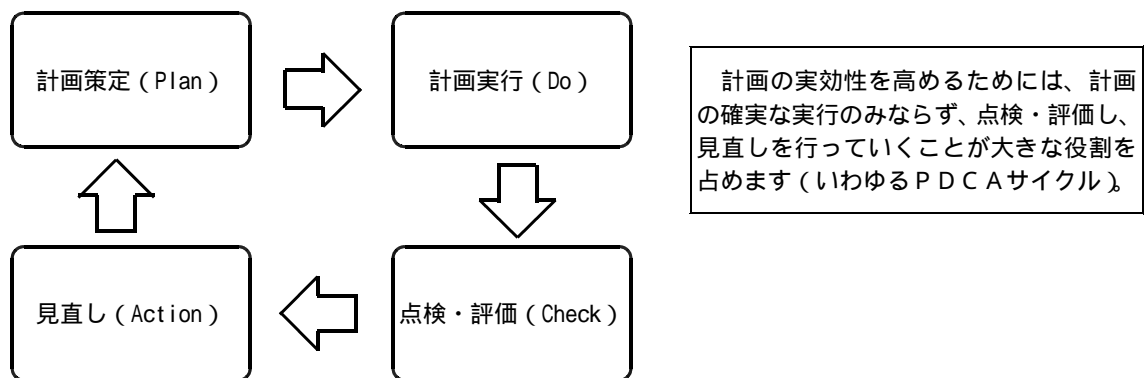 計画策定（Plan）
計画実行（Do）
計画の実効性を高めるためには、計画
の確実な実行のみならず、点検・評価し、
見直しを行っていくことが大きな役割を
占めます（いわゆるＰＤＣＡサイクル）。
見直し（Action）
点検・評価（Check）